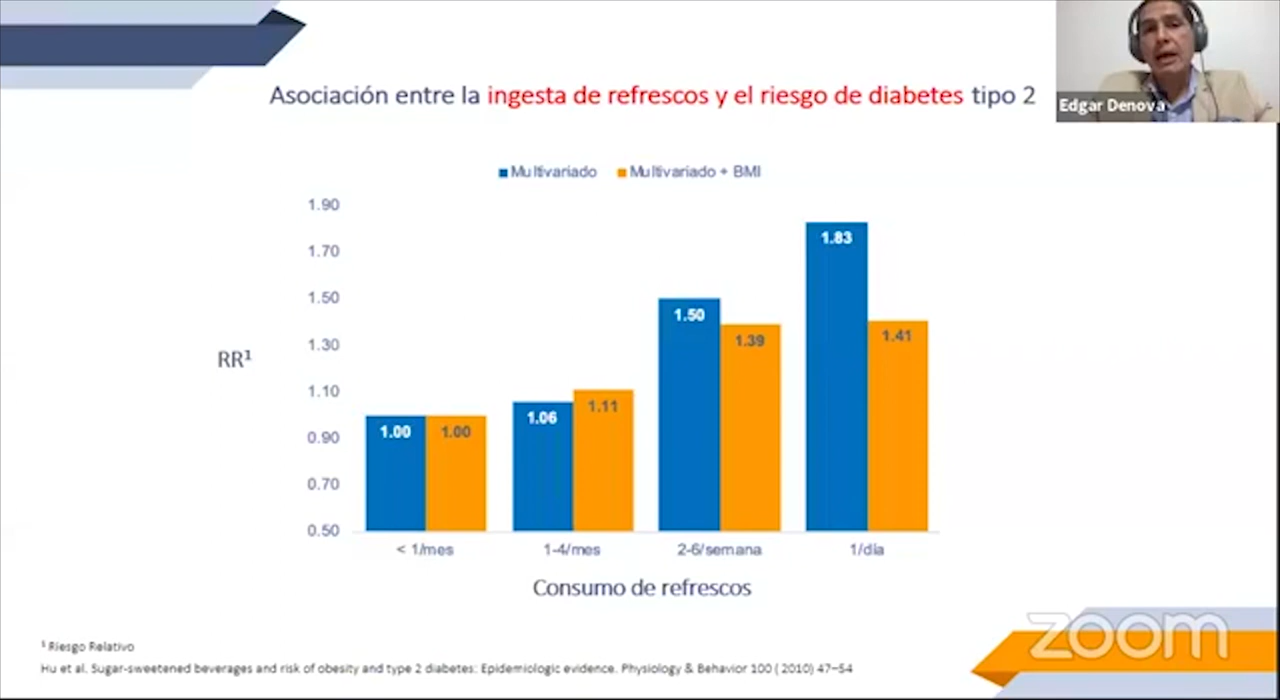 Asociación entre la ingesta de refrescos y el riesgo de diabetes tipo 2
Edgar Denova
Multivariado Multivariado + BMI
1.90
1.70
1.50
1.30
1.10
0.90
0.70
0.50
RR¹
1.00 1.00
1.06 1.11
1.50 1.39
1.83 1.41
< 1/mes 1-4/mes 2-6/semana 1/día
Consumo de refrescos
¹ Riesgo Relativo
Hu et al. Sugar-sweetened beverages and risk of obesity and type 2 diabetes: Epidemiologic evidence. Physiology & Behavior 100 ( 2010) 47–54
zoom